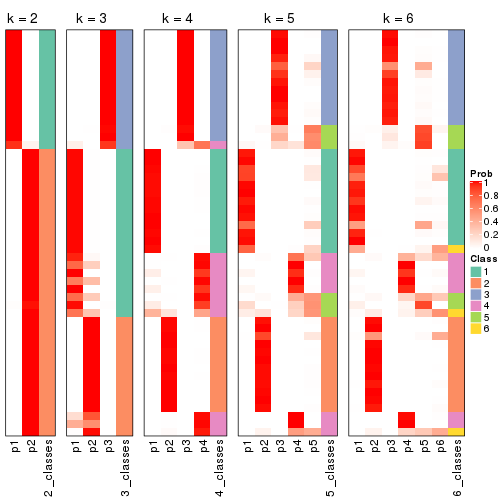 k = 2
k = 3
k = 4
k = 5
k = 6
Prob
1
0.8
0.6
0.4
0.2
0
Class
1
2
3
4
5
6
p1
p2
2_classes
p1
p2
p3
3_classes
p1
p2
p3
p4
4_classes
p1
p2
p3
p4
p5
5_classes
p1
p2
p3
p4
p5
p6
6_classes